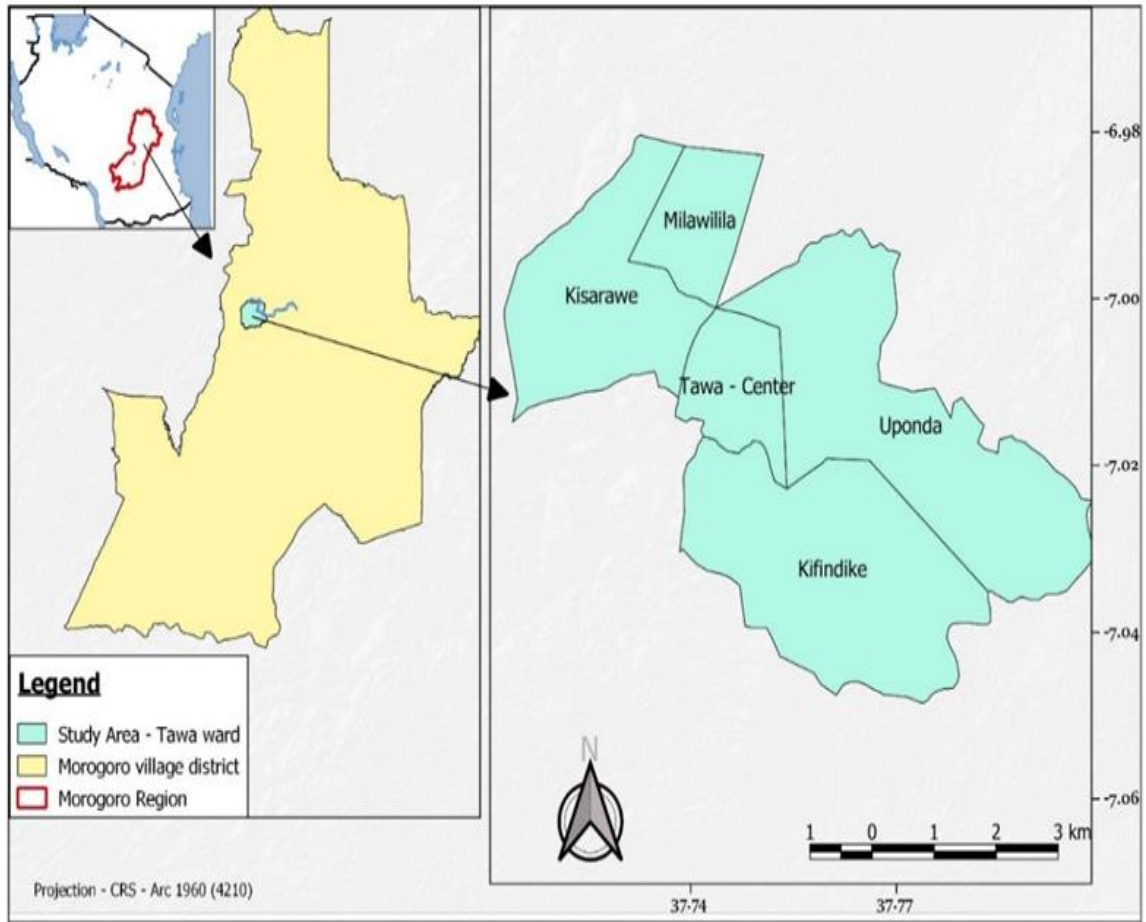 -6.98
Milawilila
Kisarawe
-7.00
Tawa - Center
Uponda
-7.02
Kifindike
-7.04
Legend
Study Area - Tawa ward
Morogoro village district
Morogoro Region
N
-7.06
1 0 1 2 3 km
Projection - CRS - Arc 1960 (4210)
37.74 37.77